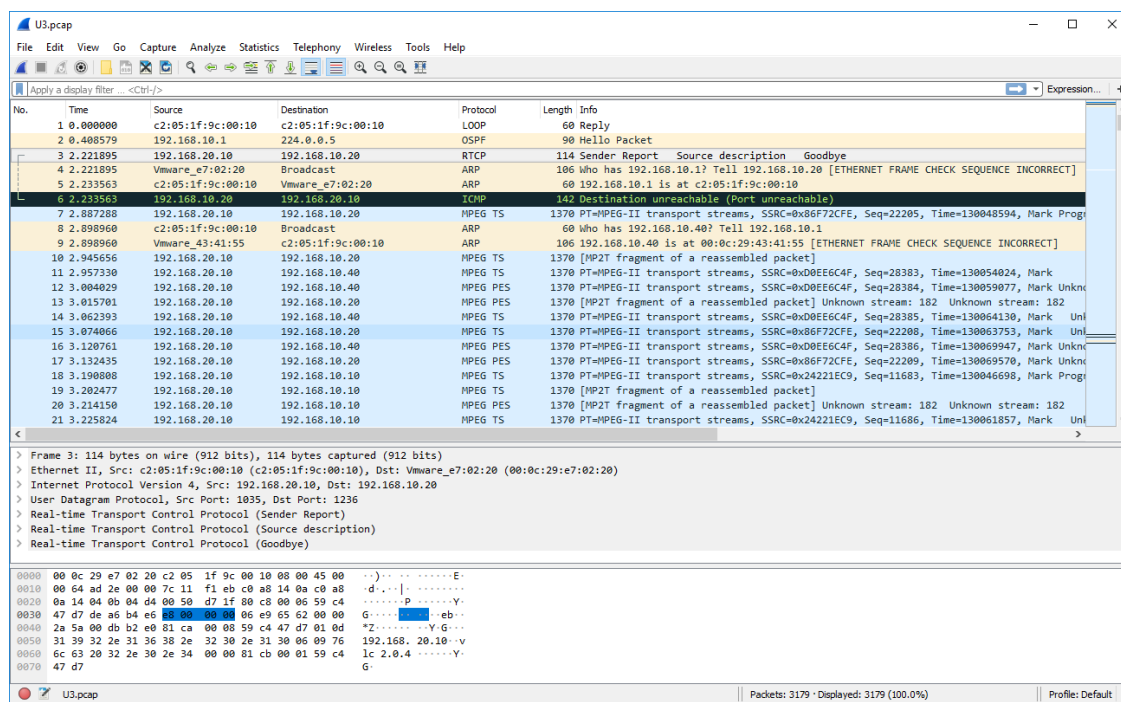 U3.pcap
File Edit View Go Capture Analyze Statistics Telephony Wireless Tools Help
Apply a display filter ... <Ctrl-/>
Expression...
No. Time Source Destination Protocol Length Info
1 0.000000 c2:05:1f:9c:00:10 c2:05:1f:9c:00:10 LOOP 60 Reply
2 0.408579 192.168.10.1 224.0.0.5 OSPF 90 Hello Packet
3 2.221895 192.168.20.10 192.168.10.20 RTCP 114 Sender Report Source description Goodbye
4 2.221895 Vmware_e7:02:20 Broadcast ARP 106 Who has 192.168.10.1? Tell 192.168.10.20 [ETHERNET FRAME CHECK SEQUENCE INCORRECT]
5 2.233563 c2:05:1f:9c:00:10 Vmware_e7:02:20 ARP 60 192.168.10.1 is at c2:05:1f:9c:00:10
6 2.233563 192.168.10.20 192.168.20.10 ICMP 142 Destination unreachable (Port unreachable)
7 2.887288 192.168.20.10 192.168.10.20 MPEG TS 1370 PT=MPEG-II transport streams, SSRC=0x86F72CFE, Seq=22205, Time=130048594, Mark Progr
8 2.898960 c2:05:1f:9c:00:10 Broadcast ARP 60 Who has 192.168.10.40? Tell 192.168.10.1
9 2.898960 Vmware_43:41:55 c2:05:1f:9c:00:10 ARP 106 192.168.10.40 is at 00:0c:29:43:41:55 [ETHERNET FRAME CHECK SEQUENCE INCORRECT]
10 2.945656 192.168.20.10 192.168.10.20 MPEG TS 1370 [MP2T fragment of a reassembled packet]
11 2.957330 192.168.20.10 192.168.10.40 MPEG TS 1370 PT=MPEG-II transport streams, SSRC=0xD0EE6C4F, Seq=28383, Time=130054024, Mark
12 3.004029 192.168.20.10 192.168.10.40 MPEG PES 1370 PT=MPEG-II transport streams, SSRC=0xD0EE6C4F, Seq=28384, Time=130059077, Mark Unkno
13 3.015701 192.168.20.10 192.168.10.20 MPEG PES 1370 [MP2T fragment of a reassembled packet] Unknown stream: 182 Unknown stream: 182
14 3.062393 192.168.20.10 192.168.10.40 MPEG TS 1370 PT=MPEG-II transport streams, SSRC=0xD0EE6C4F, Seq=28385, Time=130064130, Mark Unk
15 3.074066 192.168.20.10 192.168.10.20 MPEG TS 1370 PT=MPEG-II transport streams, SSRC=0x86F72CFE, Seq=22208, Time=130063753, Mark Unk
16 3.120761 192.168.20.10 192.168.10.40 MPEG PES 1370 PT=MPEG-II transport streams, SSRC=0xD0EE6C4F, Seq=28386, Time=130069947, Mark Unkno
17 3.132435 192.168.20.10 192.168.10.20 MPEG PES 1370 PT=MPEG-II transport streams, SSRC=0x86F72CFE, Seq=22209, Time=130069570, Mark Unkno
18 3.190808 192.168.20.10 192.168.10.10 MPEG TS 1370 PT=MPEG-II transport streams, SSRC=0x24221EC9, Seq=11683, Time=130046698, Mark Progr
19 3.202477 192.168.20.10 192.168.10.10 MPEG TS 1370 [MP2T fragment of a reassembled packet]
20 3.214150 192.168.20.10 192.168.10.10 MPEG PES 1370 [MP2T fragment of a reassembled packet] Unknown stream: 182 Unknown stream: 182
21 3.225824 192.168.20.10 192.168.10.10 MPEG TS 1370 PT=MPEG-II transport streams, SSRC=0x24221EC9, Seq=11686, Time=130061857, Mark Unk
> Frame 3: 114 bytes on wire (912 bits), 114 bytes captured (912 bits)
> Ethernet II, Src: c2:05:1f:9c:00:10 (c2:05:1f:9c:00:10), Dst: Vmware_e7:02:20 (00:0c:29:e7:02:20)
> Internet Protocol Version 4, Src: 192.168.20.10, Dst: 192.168.10.20
> User Datagram Protocol, Src Port: 1035, Dst Port: 1236
> Real-time Transport Control Protocol (Sender Report)
> Real-time Transport Control Protocol (Source description)
> Real-time Transport Control Protocol (Goodbye)
0000 00 0c 29 e7 02 20 c2 05 1f 9c 00 10 08 00 45 00 ··)·· ·· ······E·
0010 00 64 ad 2e 00 00 7c 11 f1 eb c0 a8 14 0a c0 a8 ·d·.··|· ········
0020 0a 14 04 0b 04 d4 00 50 d7 1f 80 c8 00 06 59 c4 ·······P ······Y·
0030 47 d7 de a6 b4 e6 e8 00 00 00 06 e9 65 62 00 00 G······· ····eb··
0040 2a 5a 00 db b2 e0 81 ca 00 08 59 c4 47 d7 01 0d *Z······ ··Y·G···
0050 31 39 32 2e 31 36 38 2e 32 30 2e 31 30 06 09 76 192.168. 20.10··v
0060 6c 63 20 32 2e 30 2e 34 00 00 81 cb 00 01 59 c4 lc 2.0.4 ······Y·
0070 47 d7 G·
U3.pcap Packets: 3179 · Displayed: 3179 (100.0%) Profile: Default